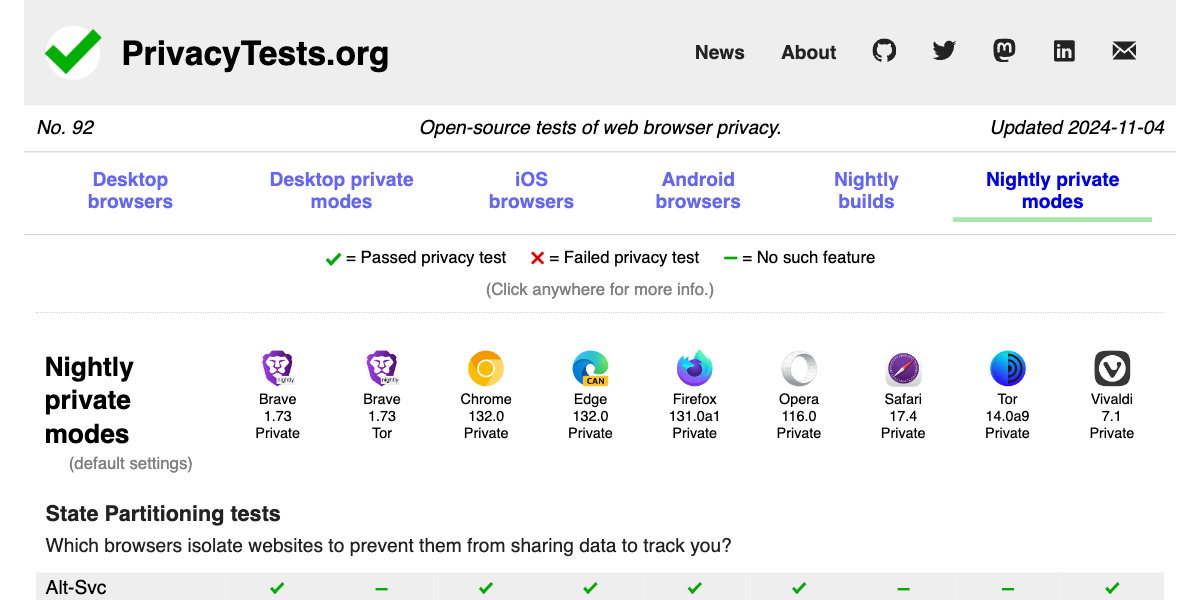 PrivacyTests.org
News About
No. 92 Open-source tests of web browser privacy. Updated 2024-11-04
Desktop browsers
Desktop private modes
iOS browsers
Android browsers
Nightly builds
Nightly private modes
= Passed privacy test = Failed privacy test = No such feature
(Click anywhere for more info.)
Nightly
private
modes
(default settings)
Brave 1.73 Private
Brave 1.73 Tor
Chrome 132.0 Private
CAN
Edge 132.0 Private
Firefox 131.0a1 Private
Opera 116.0 Private
Safari 17.4 Private
Tor 14.0a9 Private
Vivaldi 7.1 Private
State Partitioning tests
Which browsers isolate websites to prevent them from sharing data to track you?
Alt-Svc